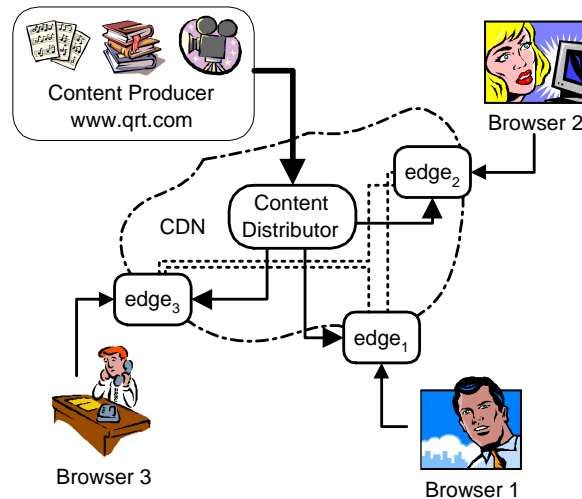 Content Producer
www.qrt.com
Browser 2
edge2
Content
Distributor
CDN
edge3
edge1
Browser 3
Browser 1